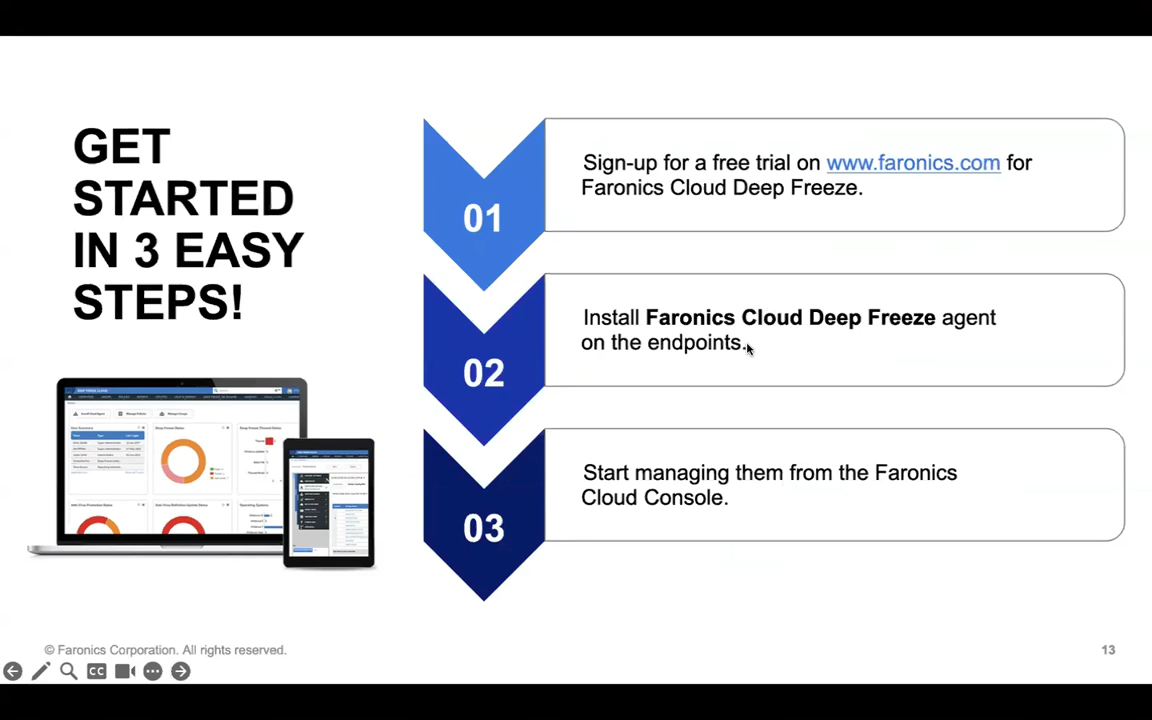 GET
STARTED
IN 3 EASY
STEPS!
01
Sign-up for a free trial on www.faronics.com for
Faronics Cloud Deep Freeze.
02
Install Faronics Cloud Deep Freeze agent
on the endpoints.
03
Start managing them from the Faronics
Cloud Console.
© Faronics Corporation. All rights reserved.
13
CC